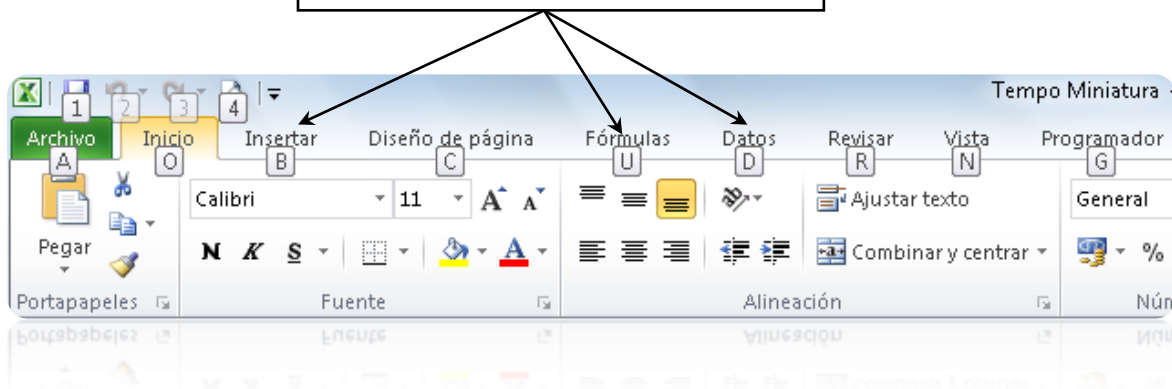 1 2 3 4
Tempo Miniatura -
Archivo Inicio Insertar Diseño de página Fórmulas Datos Revisar Vista Programador
A O B C U D R N G
Calibri 11 A A Ajustar texto General
Pegar N K S A Combinar y centrar %
Portapapeles Fuente Alineación Núm